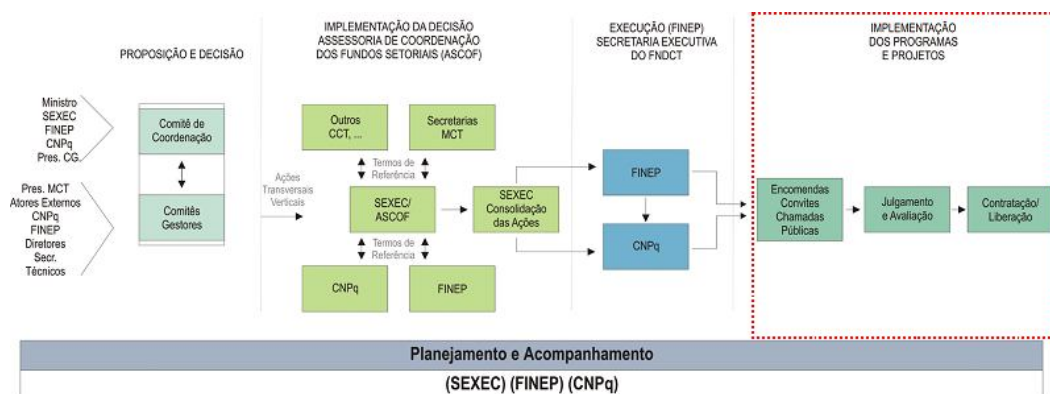 PROPOSIÇÃO E DECISÃO
Ministro
SEXEC
FINEP
CNPq
Pres. CG.
Pres. MCT
Atores Externos
CNPq
FINEP
Diretores
Secr.
Técnicos
Comitê de
Coordenação
Comitês
Gestores
IMPLEMENTAÇÃO DA DECISÃO
ASSESSORIA DE COORDENAÇÃO
DOS FUNDOS SETORIAIS (ASCOF)
Ações
Transversais
Verticais
Outros
CCT, ...
Secretarias
MCT
Termos de
Referência
SEXEC/
ASCOF
SEXEC
Consolidação
das Ações
Termos de
Referência
CNPq
FINEP
EXECUÇÃO (FINEP)
SECRETARIA EXECUTIVA
DO FNDCT
FINEP
CNPq
IMPLEMENTAÇÃO
DOS PROGRAMAS
E PROJETOS
Encomendas
Convites
Chamadas
Públicas
Julgamento
e Avaliação
Contratação/
Liberação
Planejamento e Acompanhamento
(SEXEC) (FINEP) (CNPq)